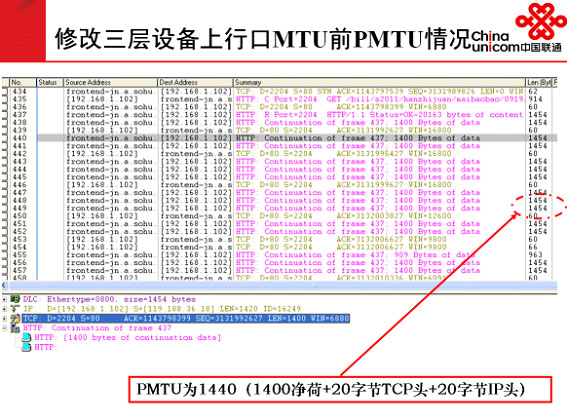 修改三层设备上行口MTU前PMTU情况
China unicom中国联通
No. Status Source Address Dest Address Summary Len (Byt
434 frontend-jn.a.sohu. [192.168.1.102] TCP D=2204 S=80 SYN ACK=1143797539 SEQ=3131989826 LEN=0 WIN 62
435 [192.168.1.102] frontend-jn.a.s HTTP: C Port=2204 GET /bill/s2011/hanshijuan/maibaobao/0919 914
436 frontend-jn.a.sohu. [192.168.1.102] TCP D=2204 S=80 ACK=1143798399 WIN=6880 60
437 frontend-jn.a.sohu. [192.168.1.102] HTTP: R Port=2204 HTTP/1.1 Status=OK-20163 bytes of content 1454
438 frontend-jn.a.sohu. [192.168.1.102] HTTP: Continuation of frame 437; 1400 Bytes of data 1454
439 [192.168.1.102] frontend-jn.a.s TCP D=80 S=2204 ACK=3131992627 WIN=16800 60
440 frontend-jn.a.sohu. [192.168.1.102] HTTP: Continuation of frame 437; 1400 Bytes of data 1454
441 frontend-jn.a.sohu. [192.168.1.102] HTTP: Continuation of frame 437; 1400 Bytes of data 1454
442 [192.168.1.102] frontend-jn.a.s TCP D=80 S=2204 ACK=3131995427 WIN=16800 60
443 frontend-jn.a.sohu. [192.168.1.102] HTTP: Continuation of frame 437; 1400 Bytes of data 1454
444 frontend-jn.a.sohu. [192.168.1.102] HTTP: Continuation of frame 437; 1400 Bytes of data 1454
445 frontend-jn.a.sohu. [192.168.1.102] HTTP: Continuation of frame 437; 1400 Bytes of data 1454
446 [192.168.1.102] frontend-jn.a.s TCP D=80 S=2204 ACK=3131999627 WIN=16800 60
447 frontend-jn.a.sohu. [192.168.1.102] HTTP: Continuation of frame 437; 1400 Bytes of data 1454
448 frontend-jn.a.sohu. [192.168.1.102] HTTP: Continuation of frame 437; 1400 Bytes of data 1454
449 frontend-jn.a.sohu. [192.168.1.102] HTTP: Continuation of frame 437; 1400 Bytes of data 1454
450 [192.168.1.102] frontend-jn.a.s TCP D=80 S=2204 ACK=3132003827 WIN=12600 60
451 frontend-jn.a.sohu. [192.168.1.102] HTTP: Continuation of frame 437; 1400 Bytes of data 1454
452 frontend-jn.a.sohu. [192.168.1.102] HTTP: Continuation of frame 437; 1400 Bytes of data 1454
453 [192.168.1.102] frontend-jn.a.s TCP D=80 S=2204 ACK=3132006627 WIN=9800 60
454 [192.168.1.102] frontend-jn.a.s TCP D=80 S=2204 ACK=3132006627 WIN=9800 66
455 frontend-jn.a.sohu. [192.168.1.102] HTTP: Continuation of frame 437; 909 Bytes of data 963
456 frontend-jn.a.sohu. [192.168.1.102] HTTP: Continuation of frame 437; 1400 Bytes of data 1454
457 frontend-jn.a.sohu. [192.168.1.102] HTTP: Continuation of frame 437; 1400 Bytes of data 1454
DLC: Ethertype=0800, size=1454 bytes
IP: D=[192.168.1.102] S=[119.188.36.18] LEN=1420 ID=16249
TCP: D=2204 S=80 ACK=1143798399 SEQ=3131992627 LEN=1400 WIN=6880
HTTP: Continuation of frame 437
HTTP: [1400 bytes of continuation data]
HTTP:
PMTU为1440（1400净荷+20字节TCP头+20字节IP头）